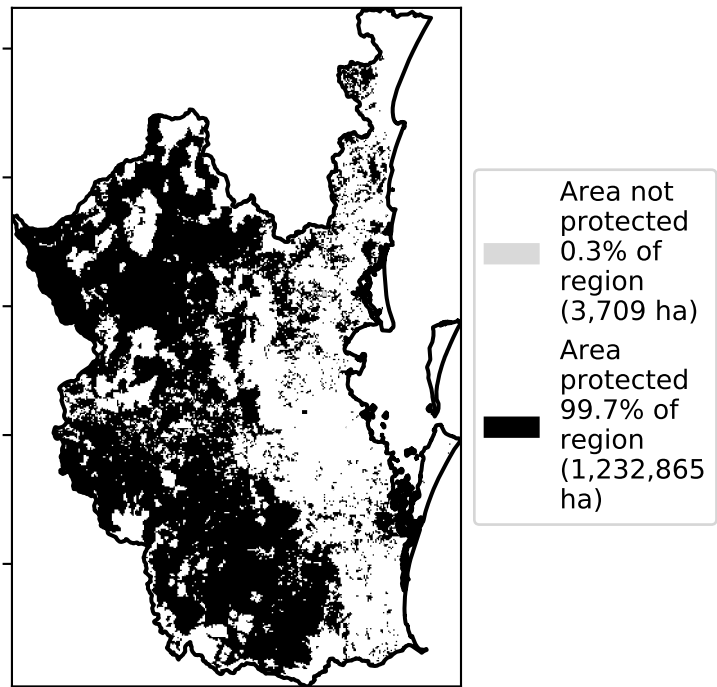 Area not
protected
0.3% of
region
(3,709 ha)
Area
protected
99.7% of
region
(1,232,865
ha)